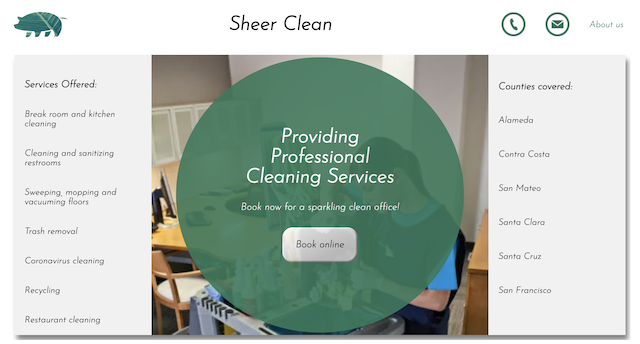 Sheer Clean
About us
Services Offered:
Break room and kitchen
cleaning
Cleaning and sanitizing
restrooms
Sweeping, mopping and
vacuuming floors
Trash removal
Coronavirus cleaning
Recycling
Restaurant cleaning
Providing
Professional
Cleaning Services
Book now for a sparkling clean office!
Book online
Counties covered:
Alameda
Contra Costa
San Mateo
Santa Clara
Santa Cruz
San Francisco